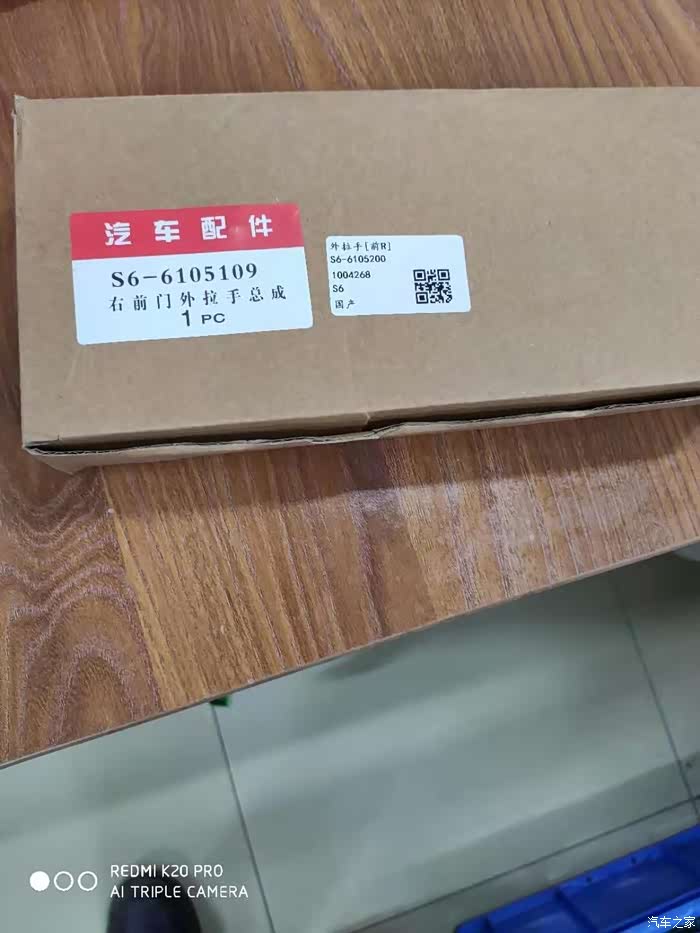 汽车配件
S6-6105109
右前门外拉手总成
1 PC
外拉手[前R]
S6-6105200
1004268
S6
国产
REDMI K20 PRO
AI TRIPLE CAMERA
汽车之家